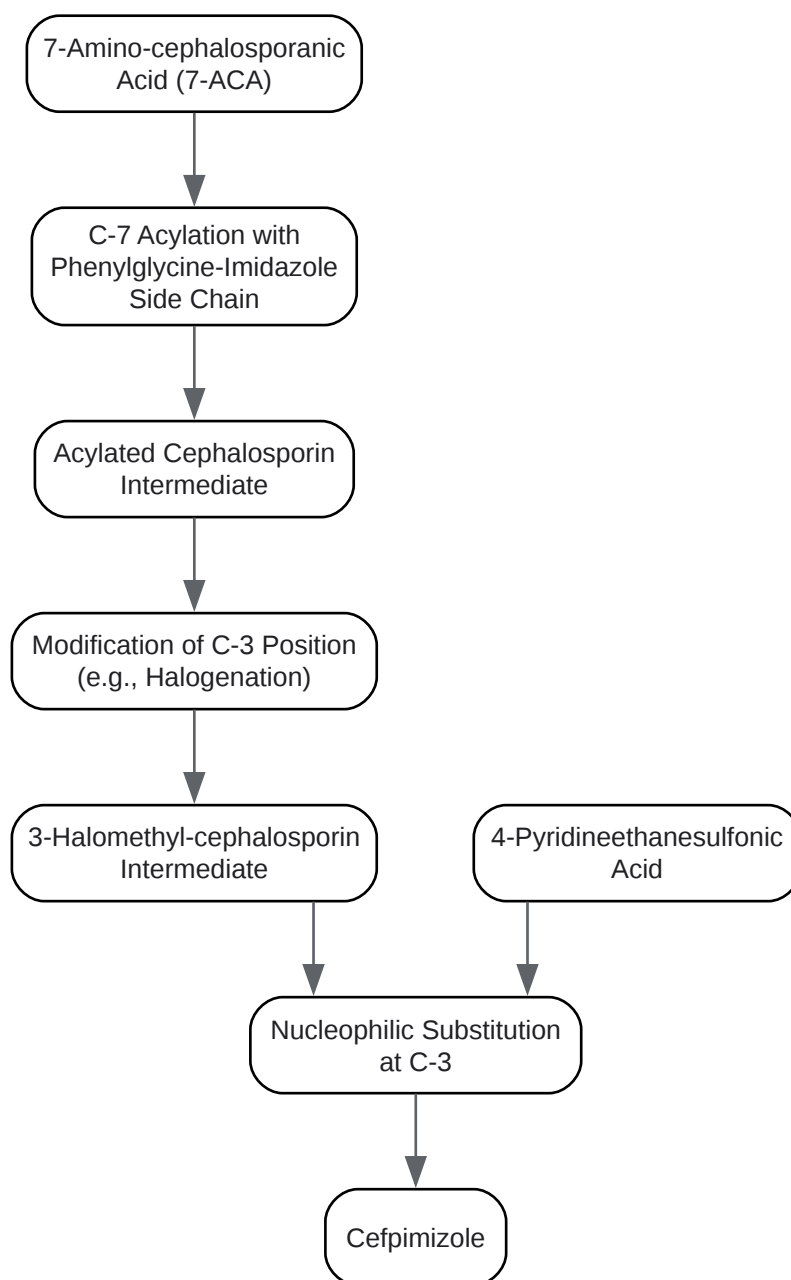 7-Amino-cephalosporanic
Acid (7-ACA)
C-7 Acylation with
Phenylglycine-Imidazole
Side Chain
Acylated Cephalosporin
Intermediate
Modification of C-3 Position
(e.g., Halogenation)
3-Halomethyl-cephalosporin
Intermediate
4-Pyridineethanesulfonic
Acid
Nucleophilic Substitution
at C-3
Cefpimizole